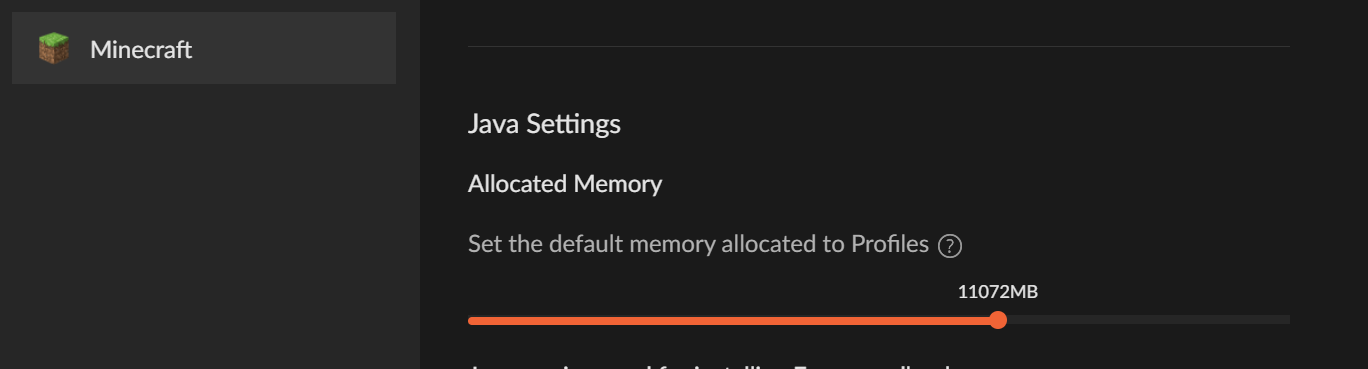 Minecraft
Java Settings
Allocated Memory
Set the default memory allocated to Profiles ?
11072MB